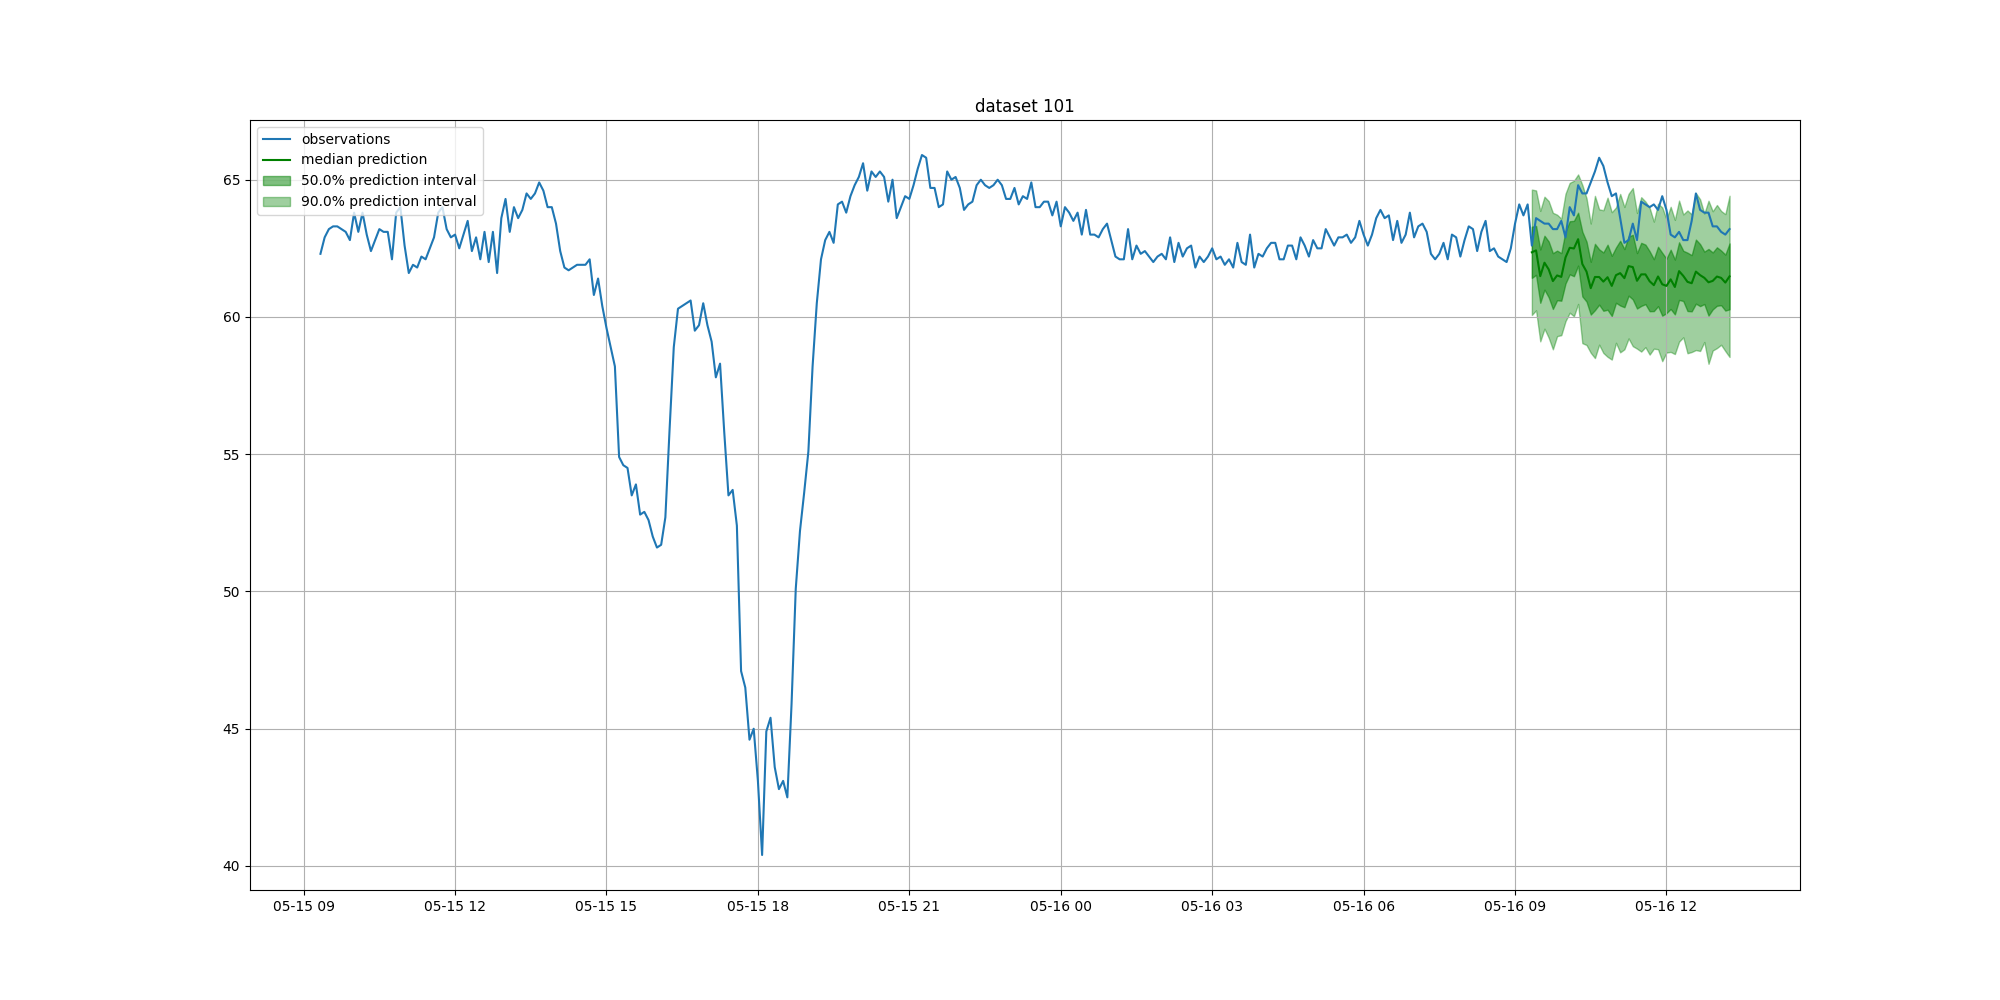 dataset 101
observations
median prediction
50.0% prediction interval
90.0% prediction interval
65
60
55
50
45
40
05-15 09 05-15 12 05-15 15 05-15 18 05-15 21 05-16 00 05-16 03 05-16 06 05-16 09 05-16 12